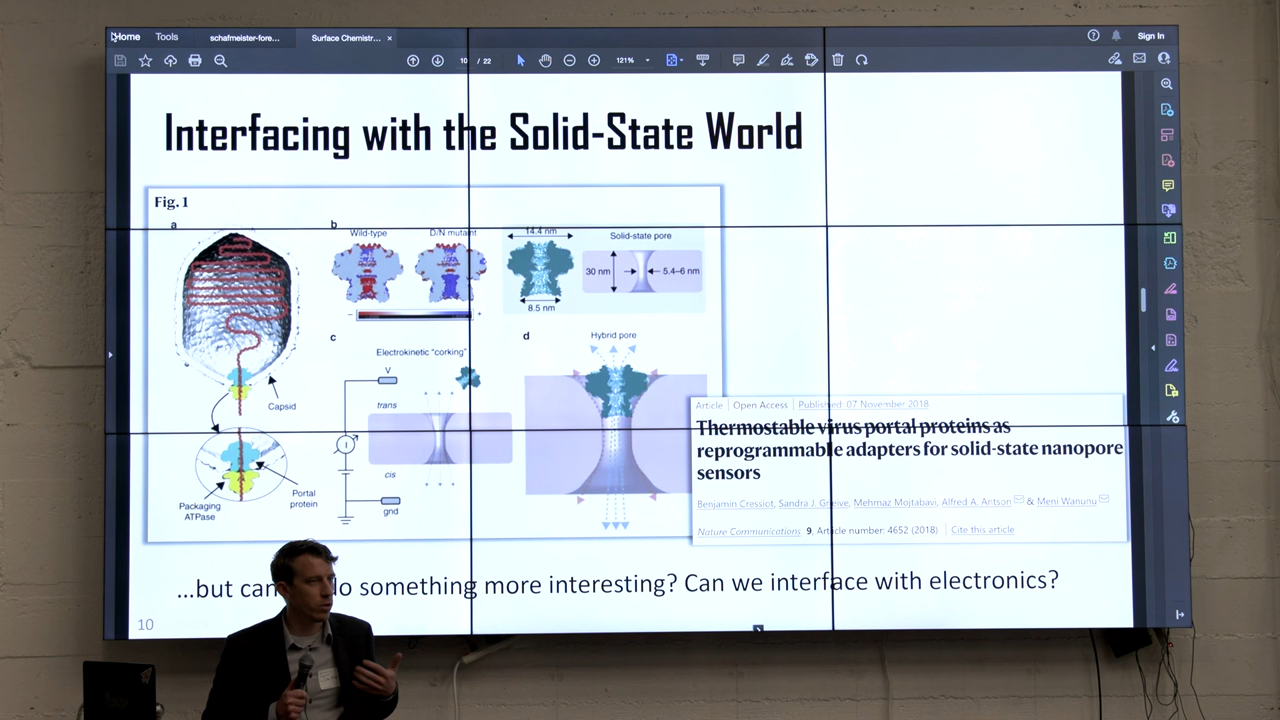 Home Tools schafmeister-fore... Surface Chemistr... × Sign In
10 / 22 121%
Interfacing with the Solid-State World
Fig. 1
a
b
Wild-type D/N mutant
14.4 nm
Solid-state pore
30 nm
5.4–6 nm
8.5 nm
– +
Capsid
Portal
protein
Packaging
ATPase
c
Electrokinetic "corking"
V
trans
I
cis
gnd
d
Hybrid pore
Article Open Access Published: 07 November 2018
Thermostable virus portal proteins as
reprogrammable adapters for solid-state nanopore
sensors
Benjamin Cressiot, Sandra J. Greive, Mehrnaz Mojtabavi, Alfred A. Antson & Meni Wanunu
Nature Communications 9, Article number: 4652 (2018) Cite this article
...but can do something more interesting? Can we interface with electronics?
10